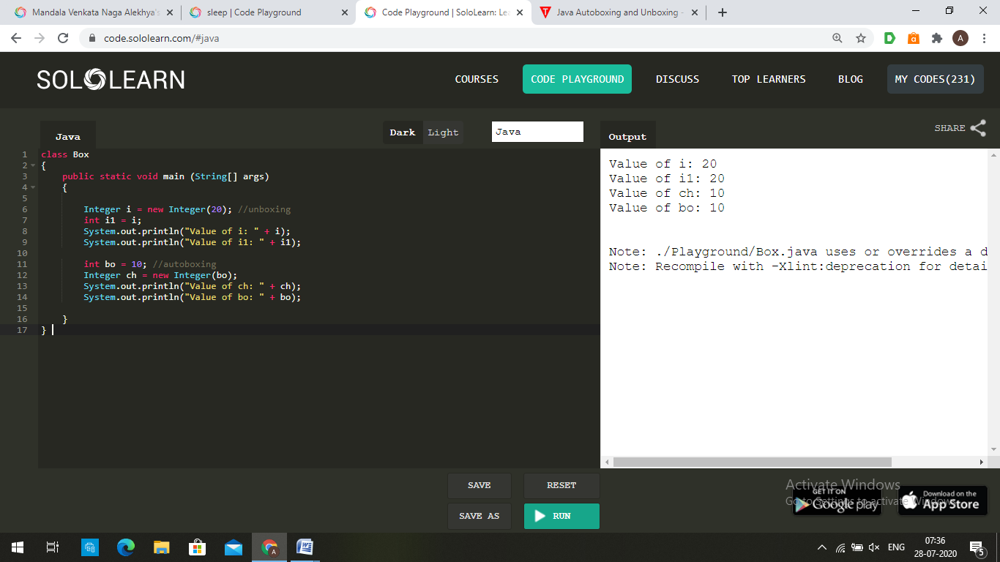 Mandala Venkata Naga Alekhya's
sleep | Code Playground
Code Playground | SoloLearn: Le
Java Autoboxing and Unboxing -
code.sololearn.com/#java
A
SOLOLEARN
COURSES
CODE PLAYGROUND
DISCUSS
TOP LEARNERS
BLOG
MY CODES(231)
Java
Dark
Light
Java
Output
SHARE
1 class Box
2 {
3 public static void main (String[] args)
4 {
5
6 Integer i = new Integer(20); //unboxing
7 int i1 = i;
8 System.out.println("Value of i: " + i);
9 System.out.println("Value of i1: " + i1);
10
11 int bo = 10; //autoboxing
12 Integer ch = new Integer(bo);
13 System.out.println("Value of ch: " + ch);
14 System.out.println("Value of bo: " + bo);
15
16 }
17 }
Value of i: 20
Value of i1: 20
Value of ch: 10
Value of bo: 10
Note: ./Playground/Box.java uses or overrides a d
Note: Recompile with -Xlint:deprecation for detai
SAVE
RESET
SAVE AS
RUN
Activate Windows
Go to Settings to activate Windows.
GET IT ON
Google play
Download on the
App Store
ENG
07:36
28-07-2020
5